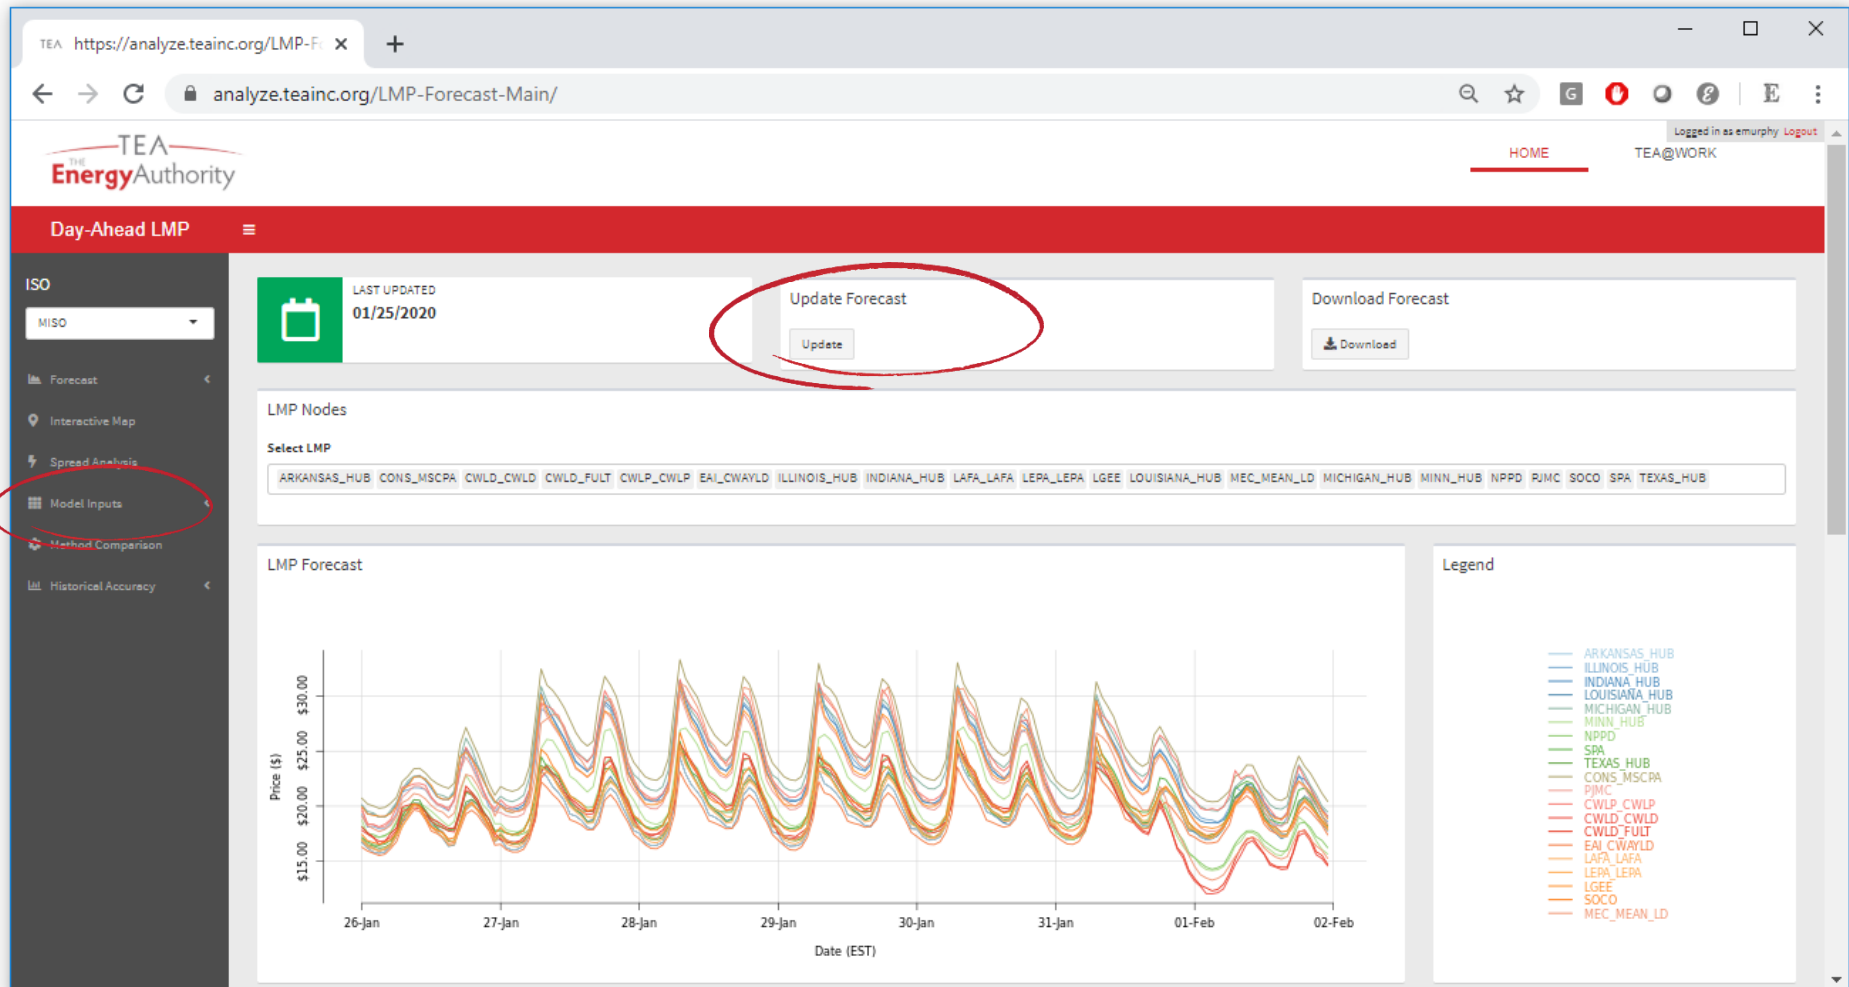 TEA https://analyze.teainc.org/LMP-F
analyze.teainc.org/LMP-Forecast-Main/
Logged in as emurphy Logout
TEA
THE
EnergyAuthority
HOME
TEA@WORK
Day-Ahead LMP
ISO
MISO
Forecast
Interactive Map
Spread Analysis
Model Inputs
Method Comparison
Historical Accuracy
LAST UPDATED
01/25/2020
Update Forecast
Update
Download Forecast
Download
LMP Nodes
Select LMP
ARKANSAS_HUB CONS_MSCPA CWLD_CWLD CWLD_FULT CWLP_CWLP EAI_CWAYLD ILLINOIS_HUB INDIANA_HUB LAFA_LAFA LEPA_LEPA LGEE LOUISIANA_HUB MEC_MEAN_LD MICHIGAN_HUB MINN_HUB NPPD PJMC SOCO SPA TEXAS_HUB
LMP Forecast
Price ($)
$30.00
$25.00
$20.00
$15.00
26-Jan 27-Jan 28-Jan 29-Jan 30-Jan 31-Jan 01-Feb 02-Feb
Date (EST)
Legend
ARKANSAS_HUB
ILLINOIS_HUB
INDIANA_HUB
LOUISIANA_HUB
MICHIGAN_HUB
MINN_HUB
NPPD
SPA
TEXAS_HUB
CONS_MSCPA
PJMC
CWLP_CWLP
CWLD_CWLD
CWLD_FULT
EAI_CWAYLD
LAFA_LAFA
LEPA_LEPA
LGEE
SOCO
MEC_MEAN_LD